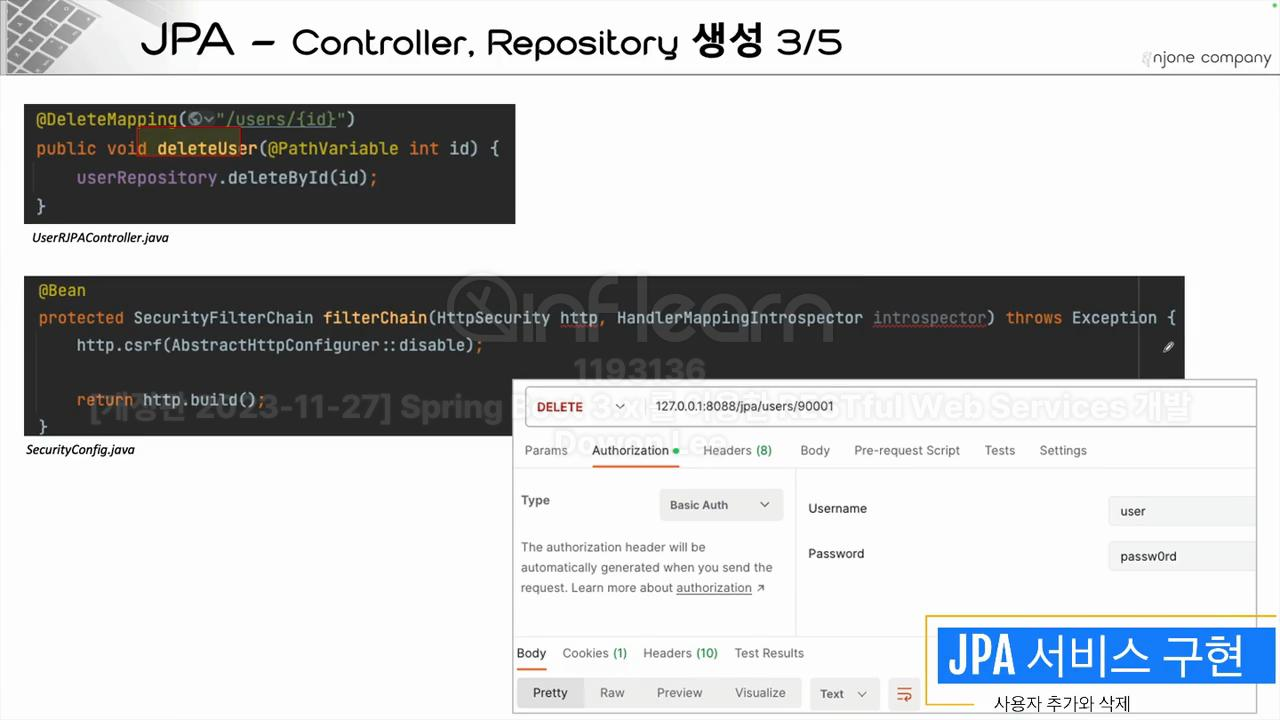 JPA – Controller, Repository 생성 3/5
njone company
@DeleteMapping("/users/{id}")
public void deleteUser(@PathVariable int id) {
userRepository.deleteById(id);
}
UserRJPAController.java
@Bean
protected SecurityFilterChain filterChain(HttpSecurity http, HandlerMappingIntrospector introspector) throws Exception {
http.csrf(AbstractHttpConfigurer::disable);
return http.build();
}
SecurityConfig.java
inflearn
1193136
[개정판 2023-11-27] Spring Boot 3.x를 이용한 RESTful Web Services 개발
Dowon Lee
DELETE 127.0.0.1:8088/jpa/users/90001
Params Authorization Headers (8) Body Pre-request Script Tests Settings
Type Basic Auth
Username user
The authorization header will be
automatically generated when you send the
request. Learn more about authorization ↗
Password passw0rd
Body Cookies (1) Headers (10) Test Results
Pretty Raw Preview Visualize Text
JPA 서비스 구현
사용자 추가와 삭제